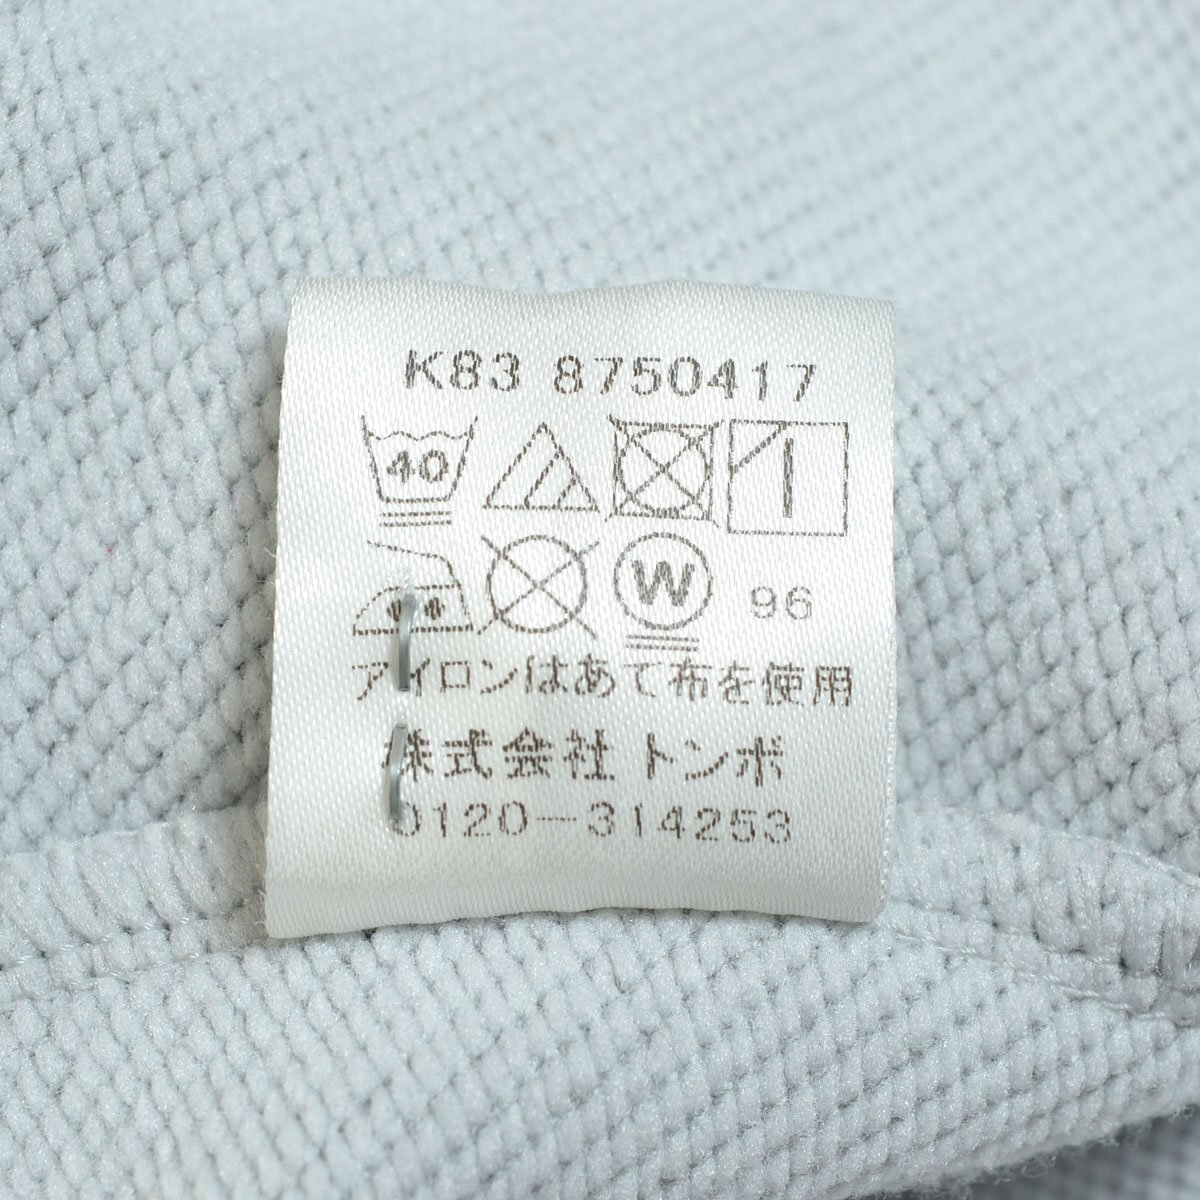 K83 8750417
40
W 96
アイロンはあて布を使用
株式会社 トンボ
0120-314253